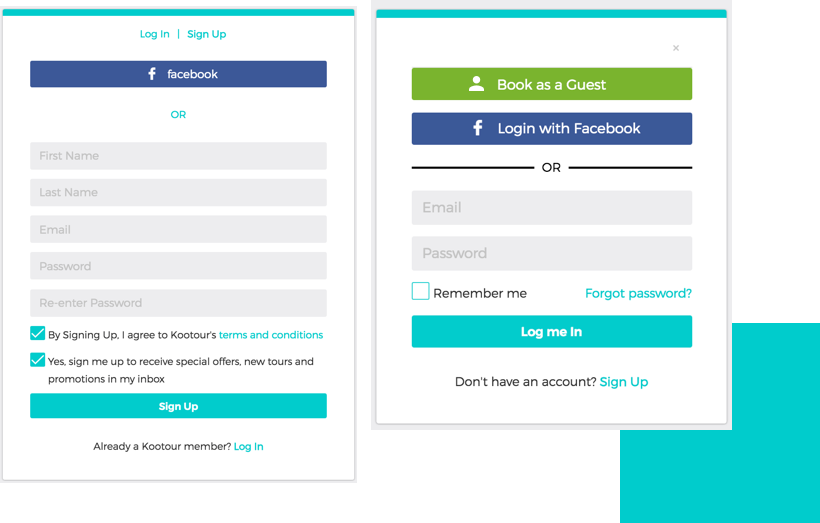 Log In | Sign Up
facebook
OR
First Name
Last Name
Email
Password
Re-enter Password
By Signing Up, I agree to Kootour's terms and conditions
Yes, sign me up to receive special offers, new tours and
promotions in my inbox
Sign Up
Already a Kootour member? Log In
×
Book as a Guest
Login with Facebook
OR
Email
Password
Remember me Forgot password?
Log me In
Don't have an account? Sign Up